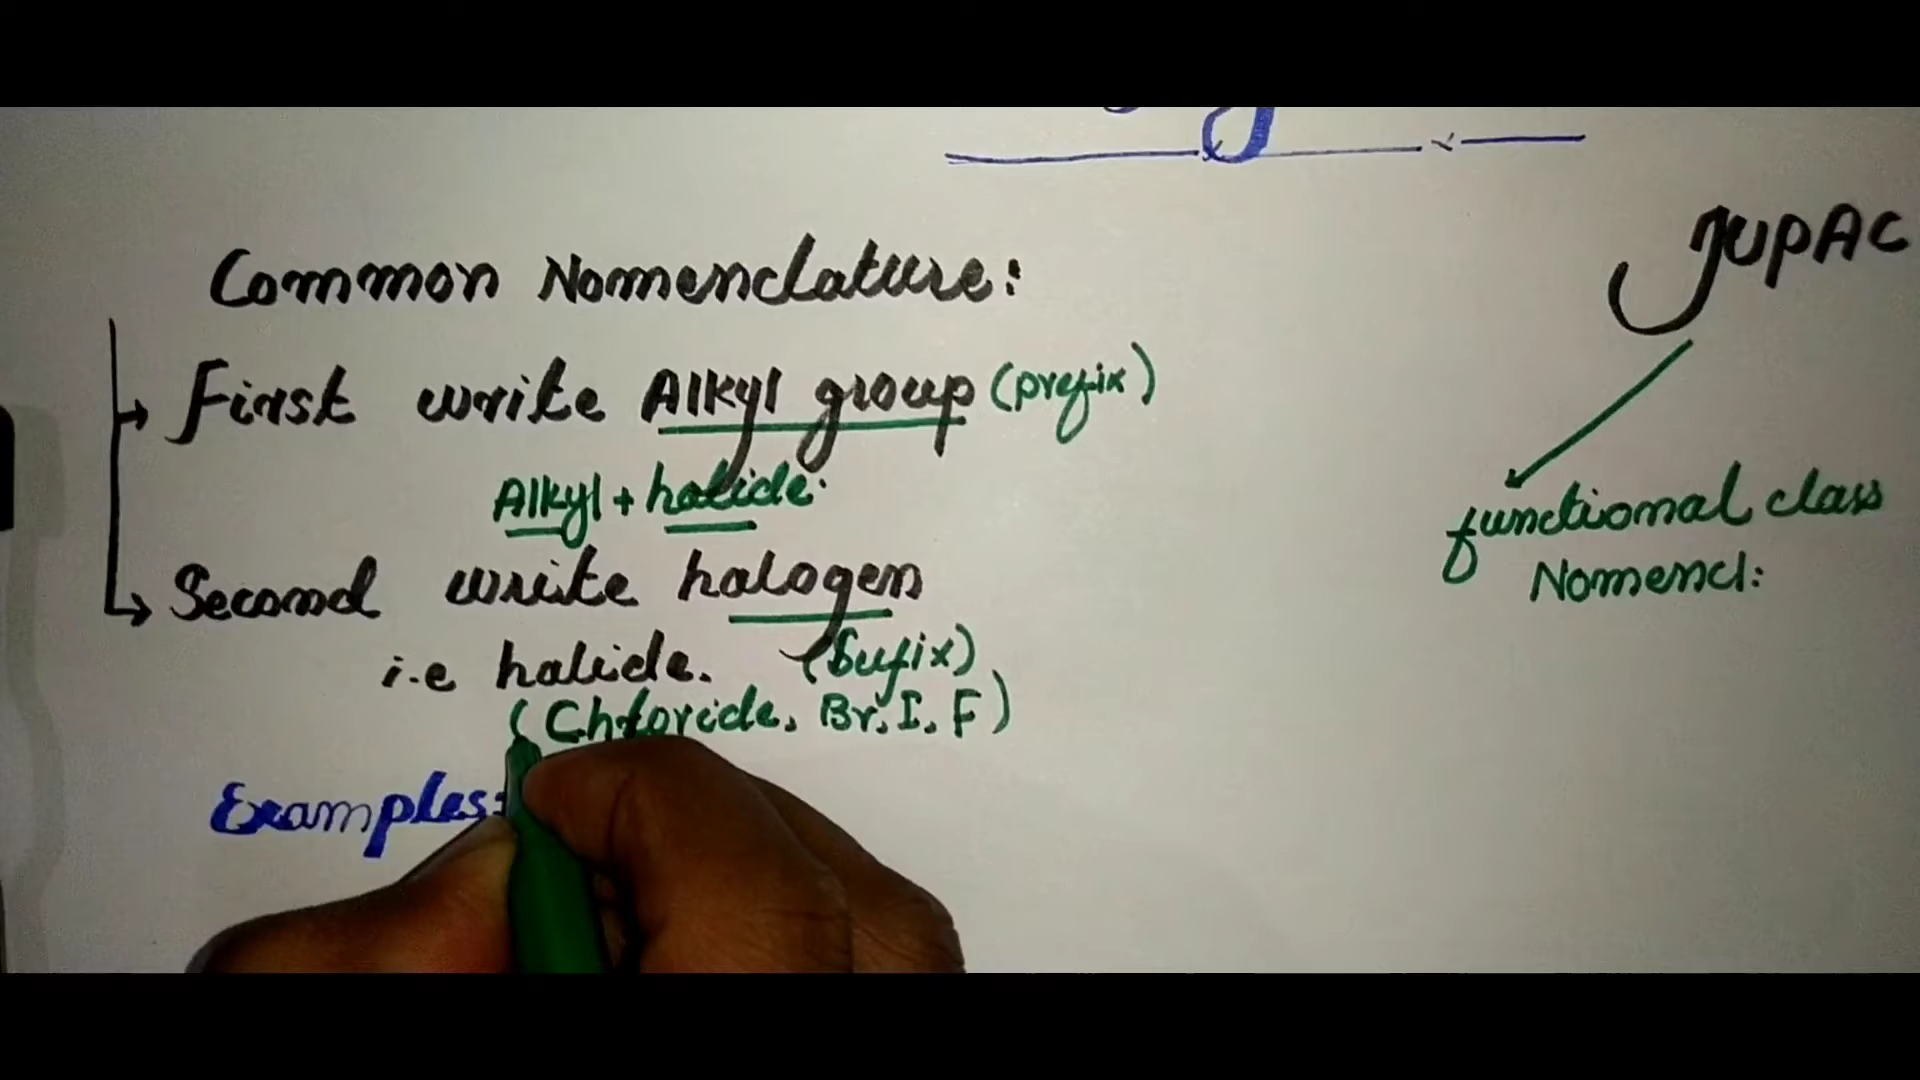 Common Nomenclature:
First write Alkyl group (prefix)
Alkyl + halide.
Second write halogen
i.e halide. (Sufix)
(Chloride, Br, I, F)
Examples:
IUPAC
functional class
Nomencl: